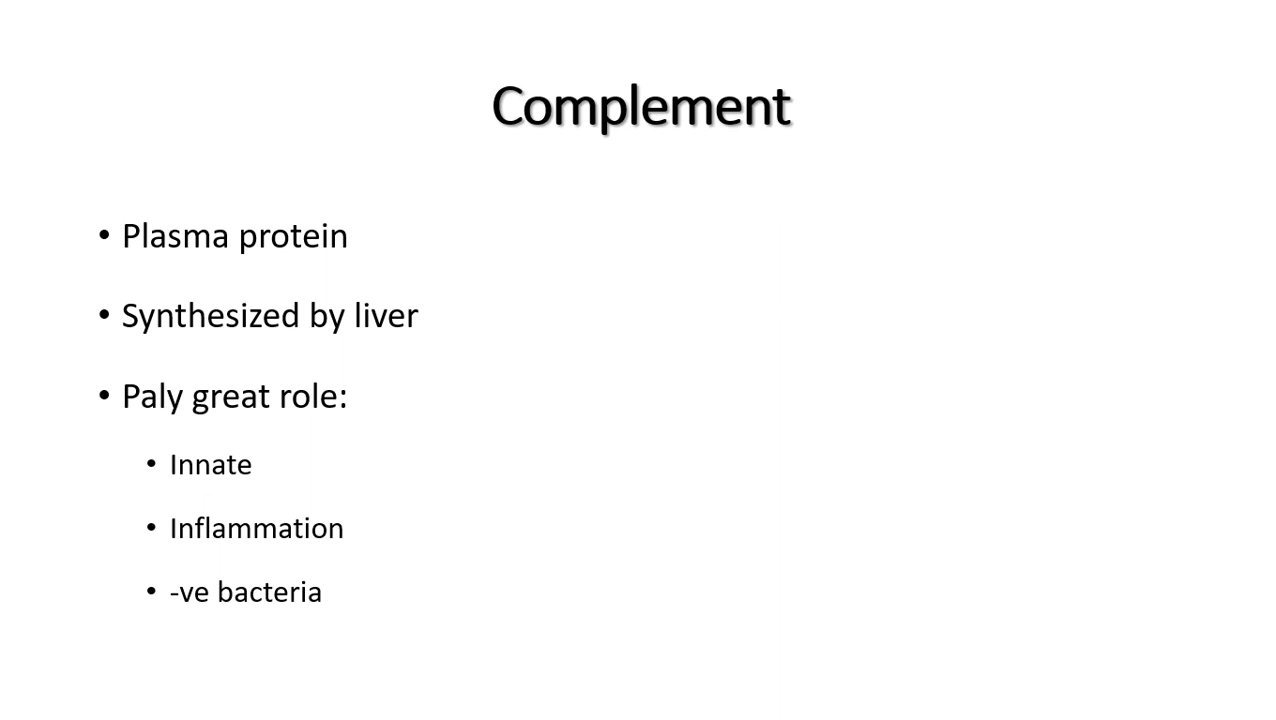 Complement
• Plasma protein
• Synthesized by liver
• Paly great role:
• Innate
• Inflammation
• -ve bacteria